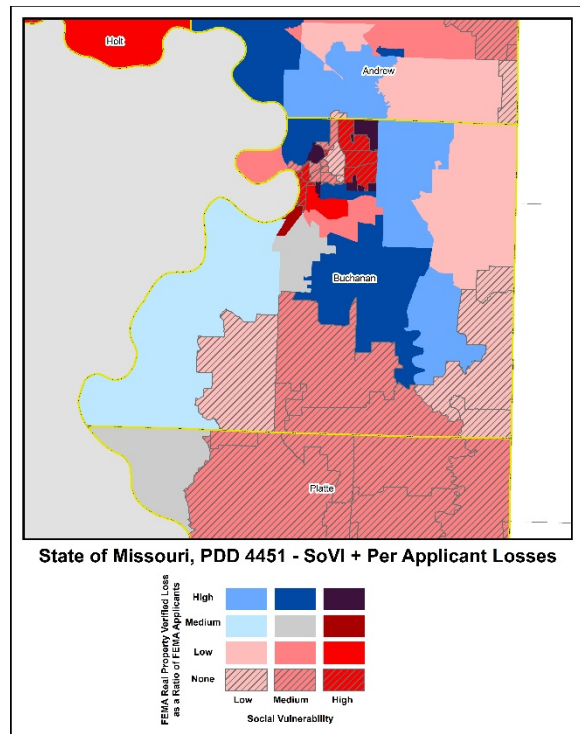 Holt
Andrew
Buchanan
Platte
State of Missouri, PDD 4451 - SoVI + Per Applicant Losses
FEMA Real Property Verified Loss
as a Ratio of FEMA Applicants
High
Medium
Low
None
Low Medium High
Social Vulnerability